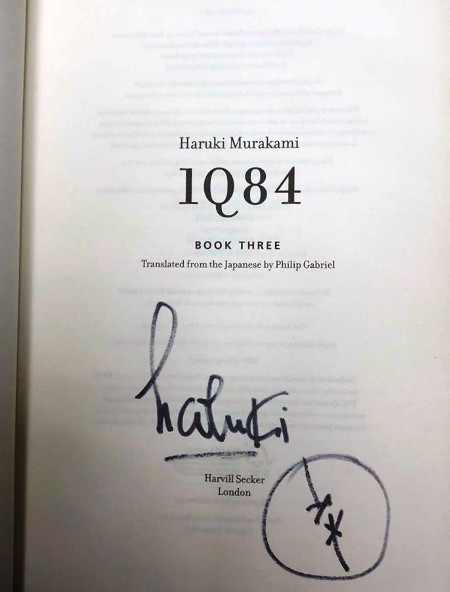 Haruki Murakami
1Q84
BOOK THREE
Translated from the Japanese by Philip Gabriel
Haruki
Harvill Secker
London